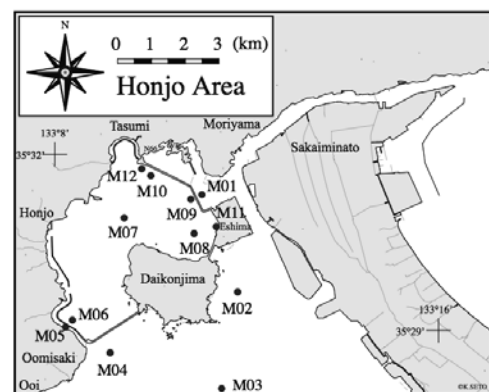 N
0 1 2 3 (km)
Honjo Area
133°8'
35°32'
Tasumi
Moriyama
Sakaiminato
M12
M10
M01
M09
Honjo
M11
Eshima
M07
M08
Daikonjima
M02
M06
M05
133°16'
35°29'
Oomisaki
M04
Ooi
M03
©K.SETO